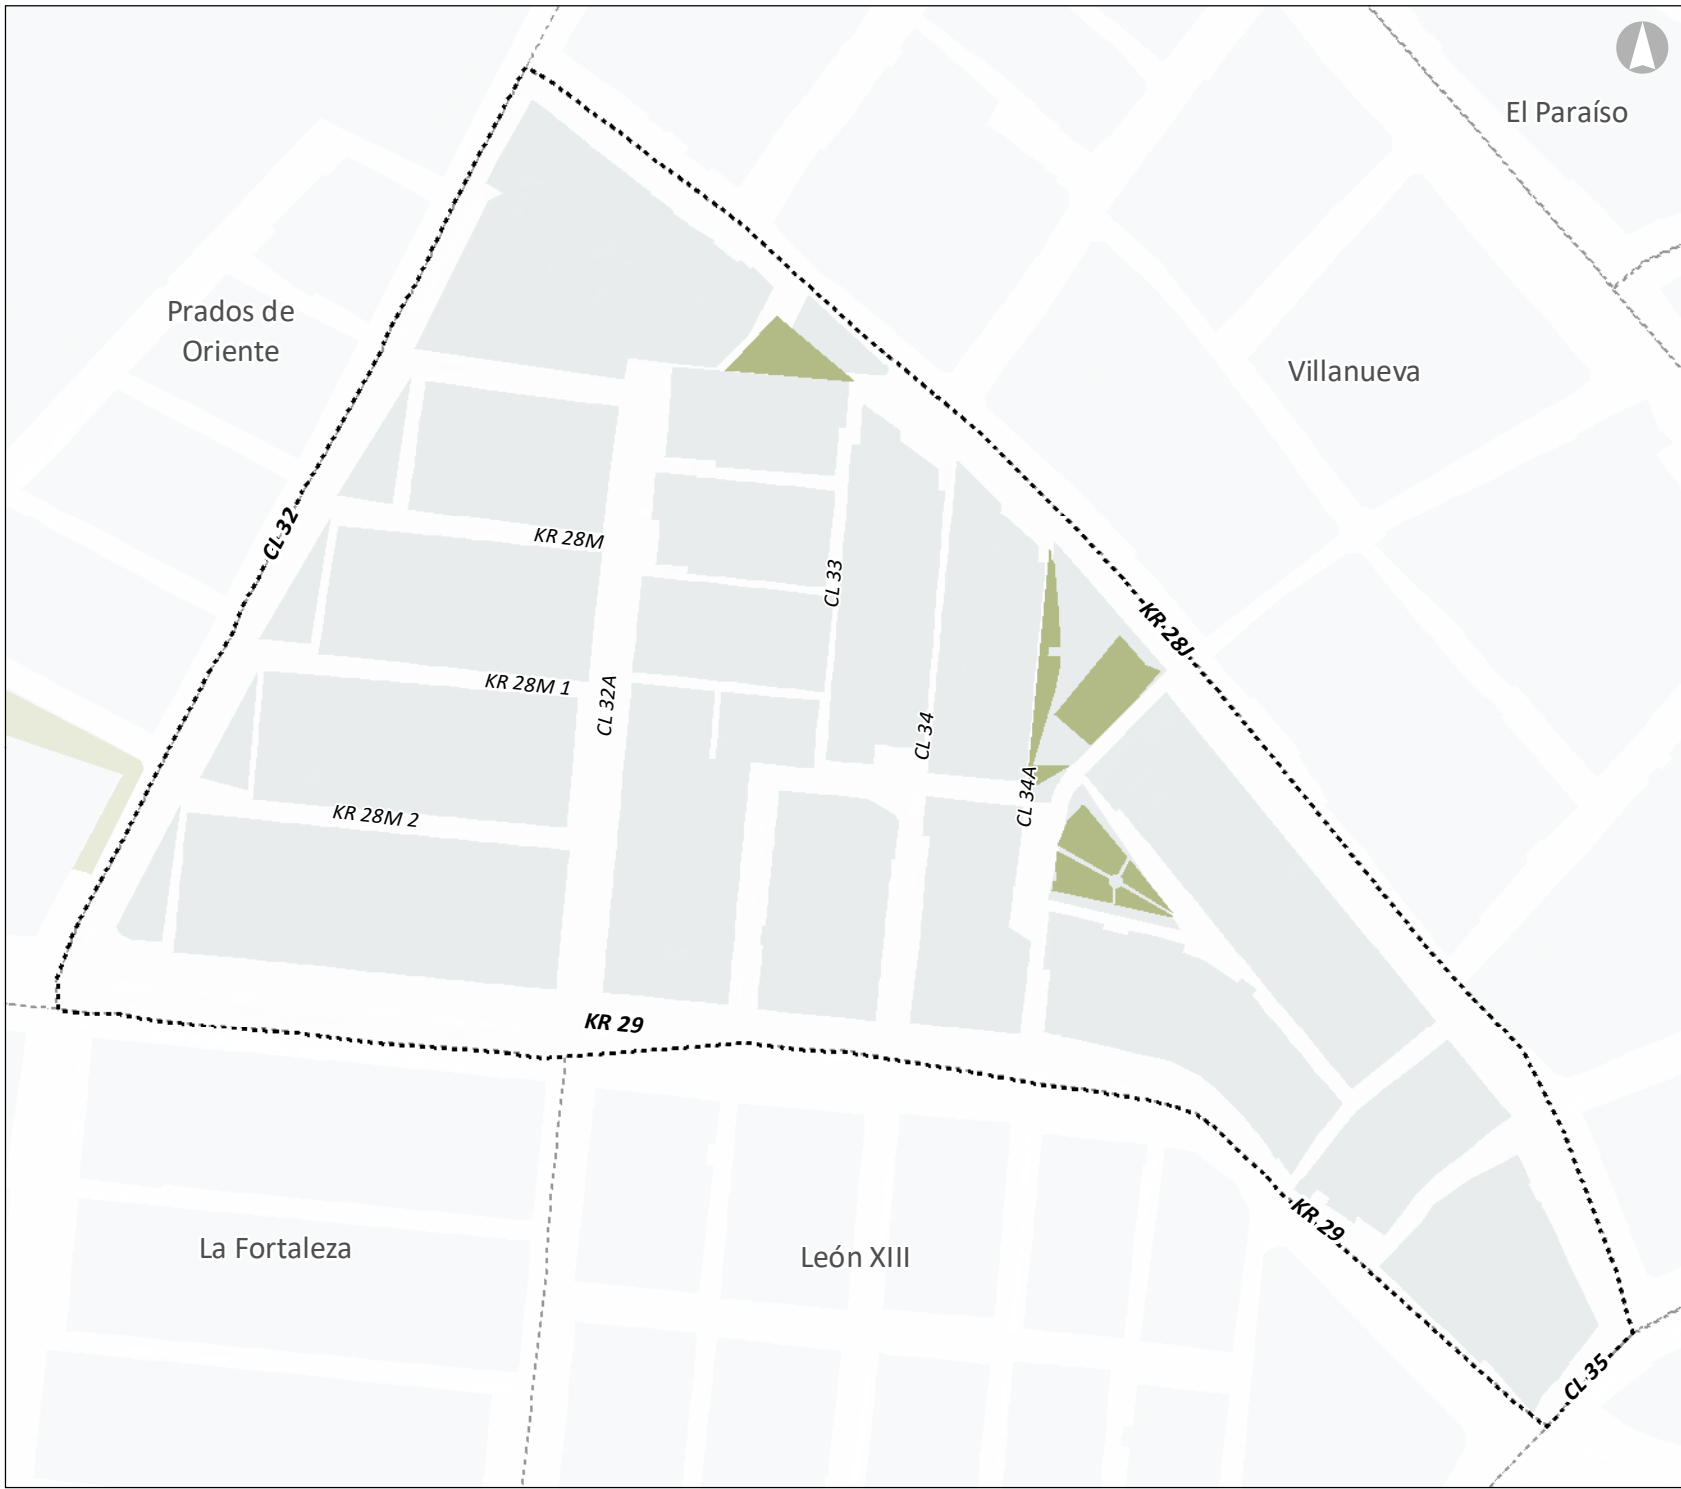 El Paraíso
Prados de
Oriente
Villanueva
CL 32
KR 28M
CL 33
KR 28J
KR 28M 1
CL 32A
CL 34
CL 34A
KR 28M 2
KR 29
KR 29
La Fortaleza
León XIII
CL 35